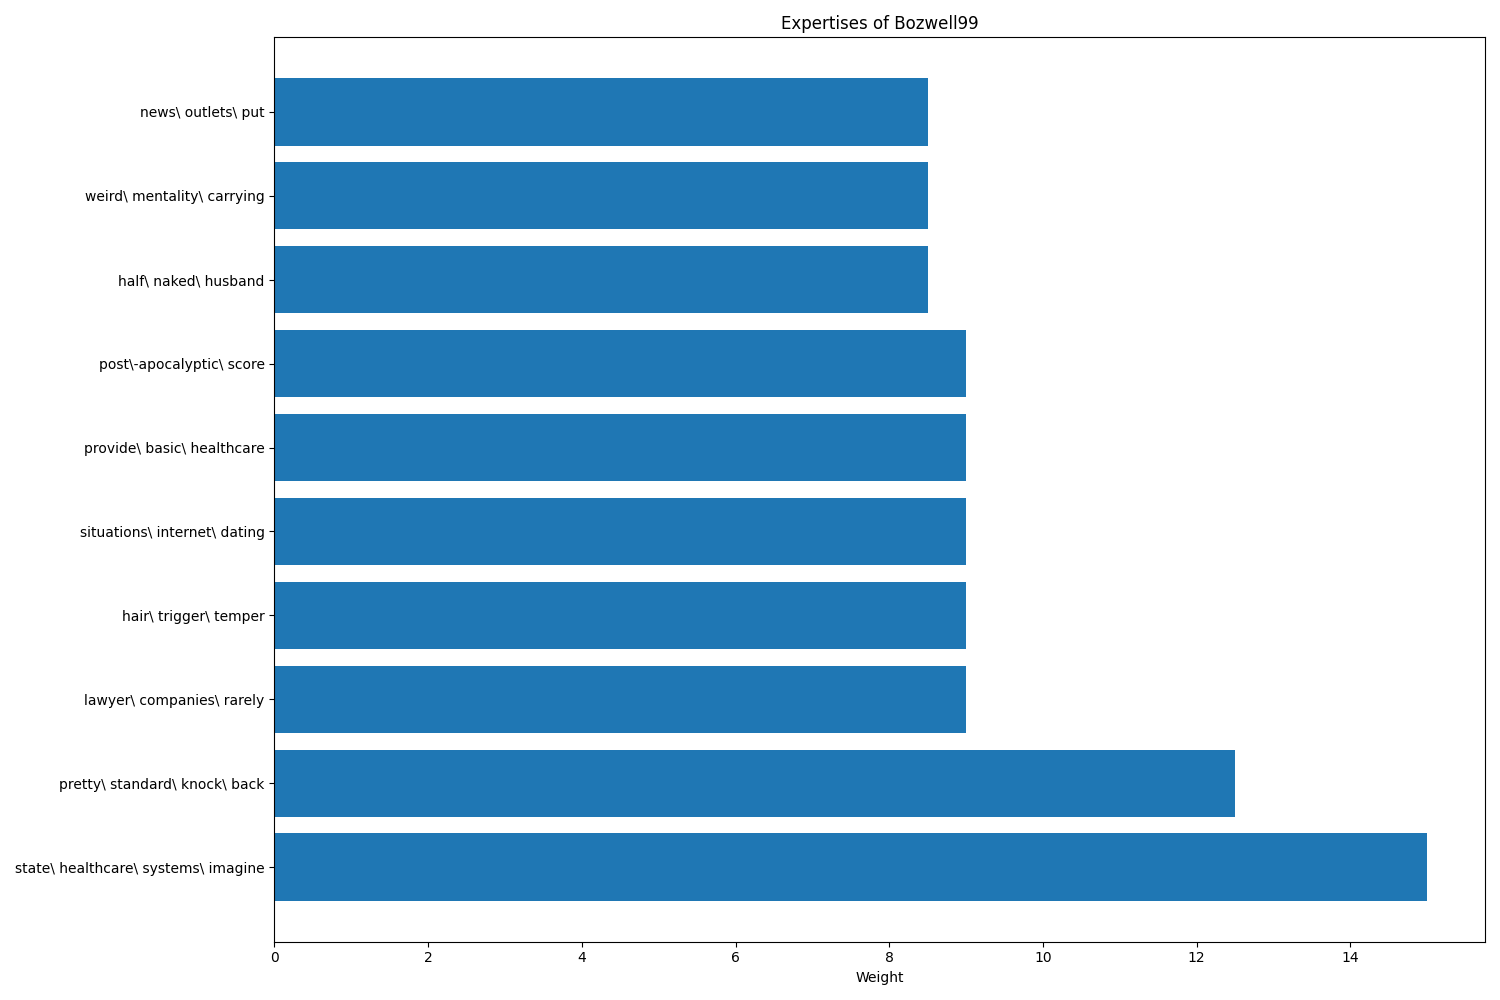 Expertises of Bozwell99
news\ outlets\ put
weird\ mentality\ carrying
half\ naked\ husband
post\-apocalyptic\ score
provide\ basic\ healthcare
situations\ internet\ dating
hair\ trigger\ temper
lawyer\ companies\ rarely
pretty\ standard\ knock\ back
state\ healthcare\ systems\ imagine
0 2 4 6 8 10 12 14
Weight